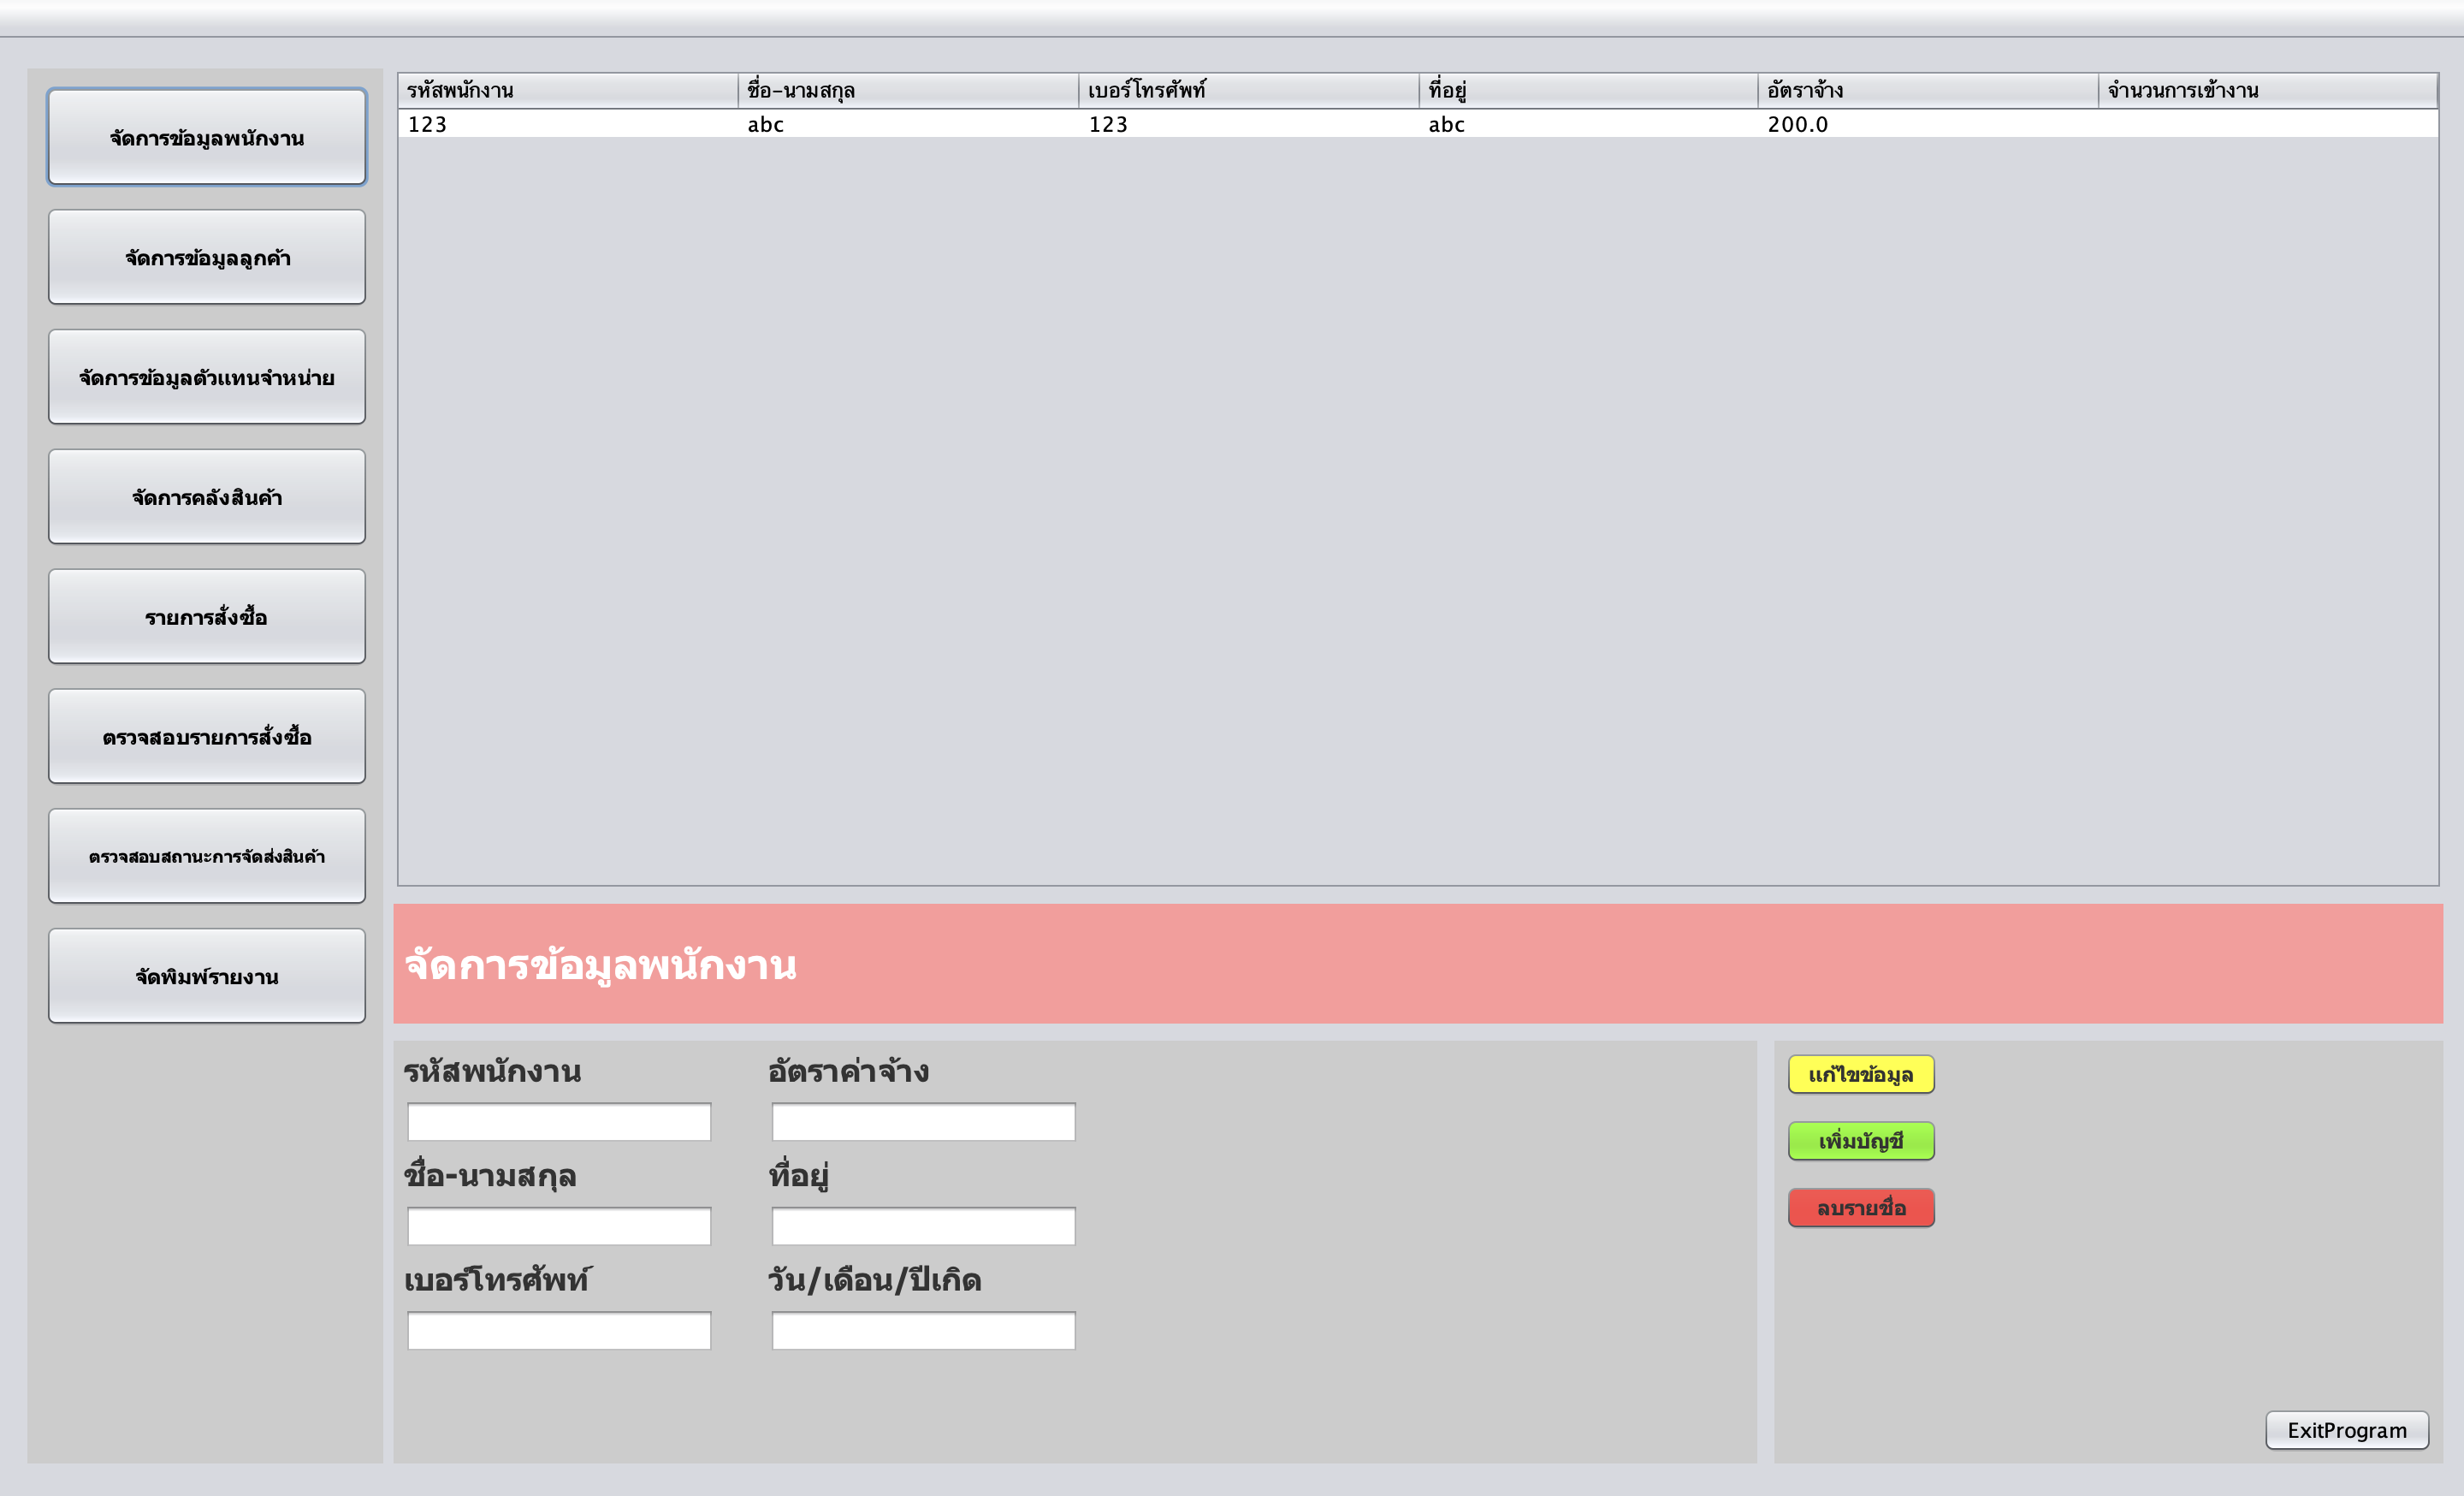 จัดการข้อมูลพนักงาน
จัดการข้อมูลลูกค้า
จัดการข้อมูลตัวแทนจำหน่าย
จัดการคลังสินค้า
รายการสั่งซื้อ
ตรวจสอบรายการสั่งซื้อ
ตรวจสอบสถานะการจัดส่งสินค้า
จัดพิมพ์รายงาน
รหัสพนักงาน ชื่อ-นามสกุล เบอร์โทรศัพท์ ที่อยู่ อัตราจ้าง จำนวนการเข้างาน
123 abc 123 abc 200.0
จัดการข้อมูลพนักงาน
รหัสพนักงาน อัตราค่าจ้าง
ชื่อ-นามสกุล ที่อยู่
เบอร์โทรศัพท์ วัน/เดือน/ปีเกิด
แก้ไขข้อมูล
เพิ่มบัญชี
ลบรายชื่อ
ExitProgram